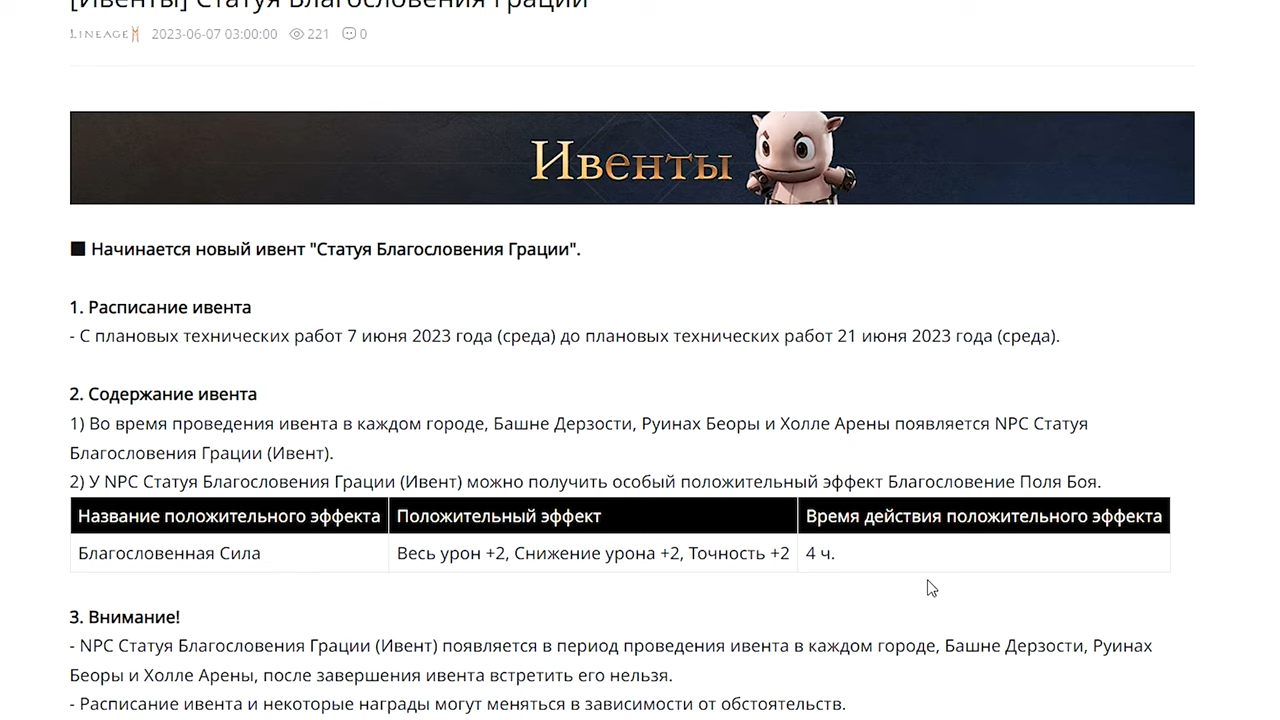 [Ивенты] Статуя Благословения Грации
LINEAGE M 2023-06-07 03:00:00 221 0
Ивенты
■ Начинается новый ивент "Статуя Благословения Грации".
1. Расписание ивента
- С плановых технических работ 7 июня 2023 года (среда) до плановых технических работ 21 июня 2023 года (среда).
2. Содержание ивента
1) Во время проведения ивента в каждом городе, Башне Дерзости, Руинах Беоры и Холле Арены появляется NPC Статуя
Благословения Грации (Ивент).
2) У NPC Статуя Благословения Грации (Ивент) можно получить особый положительный эффект Благословение Поля Боя.
Название положительного эффекта Положительный эффект Время действия положительного эффекта
Благословенная Сила Весь урон +2, Снижение урона +2, Точность +2 4 ч.
3. Внимание!
- NPC Статуя Благословения Грации (Ивент) появляется в период проведения ивента в каждом городе, Башне Дерзости, Руинах
Беоры и Холле Арены, после завершения ивента встретить его нельзя.
- Расписание ивента и некоторые награды могут меняться в зависимости от обстоятельств.